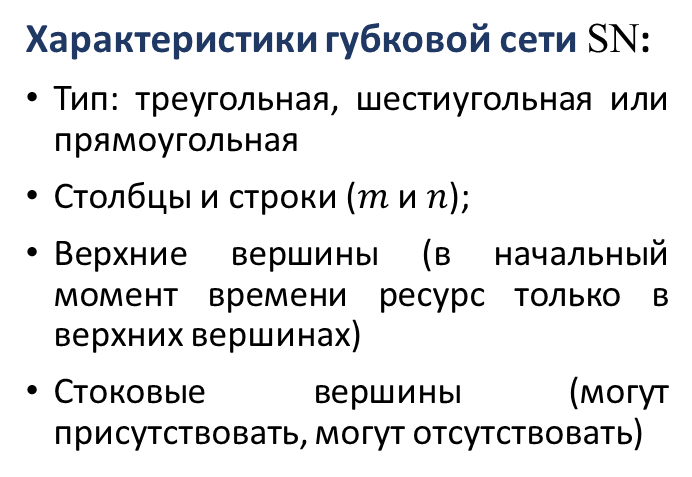 Характеристики губковой сети SN:
• Тип: треугольная, шестиугольная или
прямоугольная
• Столбцы и строки (m и n);
• Верхние вершины (в начальный
момент времени ресурс только в
верхних вершинах)
• Стоковые вершины (могут
присутствовать, могут отсутствовать)